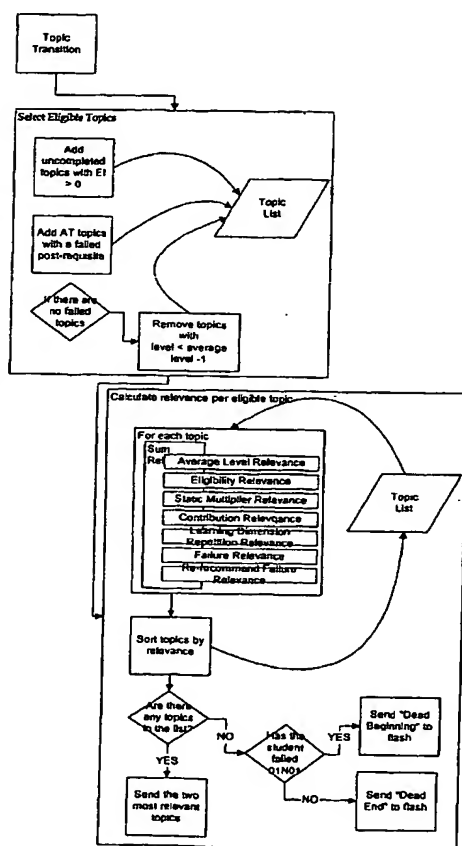 Topic
Transition
Select Eligible Topics
Add
uncompleted
topics with EI
> 0
Topic
List
Add AT topics
with a failed
post-requisite
If there are
no failed
topics
Remove topics
with
level < average
level -1
Calculate relevance per eligible topic
For each topic
Sum
Average Level Relevance
Eligibility Relevance
Static Multiplier Relevance
Contribution Relevqance
Learning Dimension
Repetition Relevance
Failure Relevance
Re-recommend Failure
Relevance
Topic
List
Sort topics by
relevance
Are there
any topics
in the list?
NO
Has the
student failed
01N01
YES
Send "Dead
Beginning" to
flash
YES
NO
Send "Dead
End" to flash
Send the two
most relevant
topics